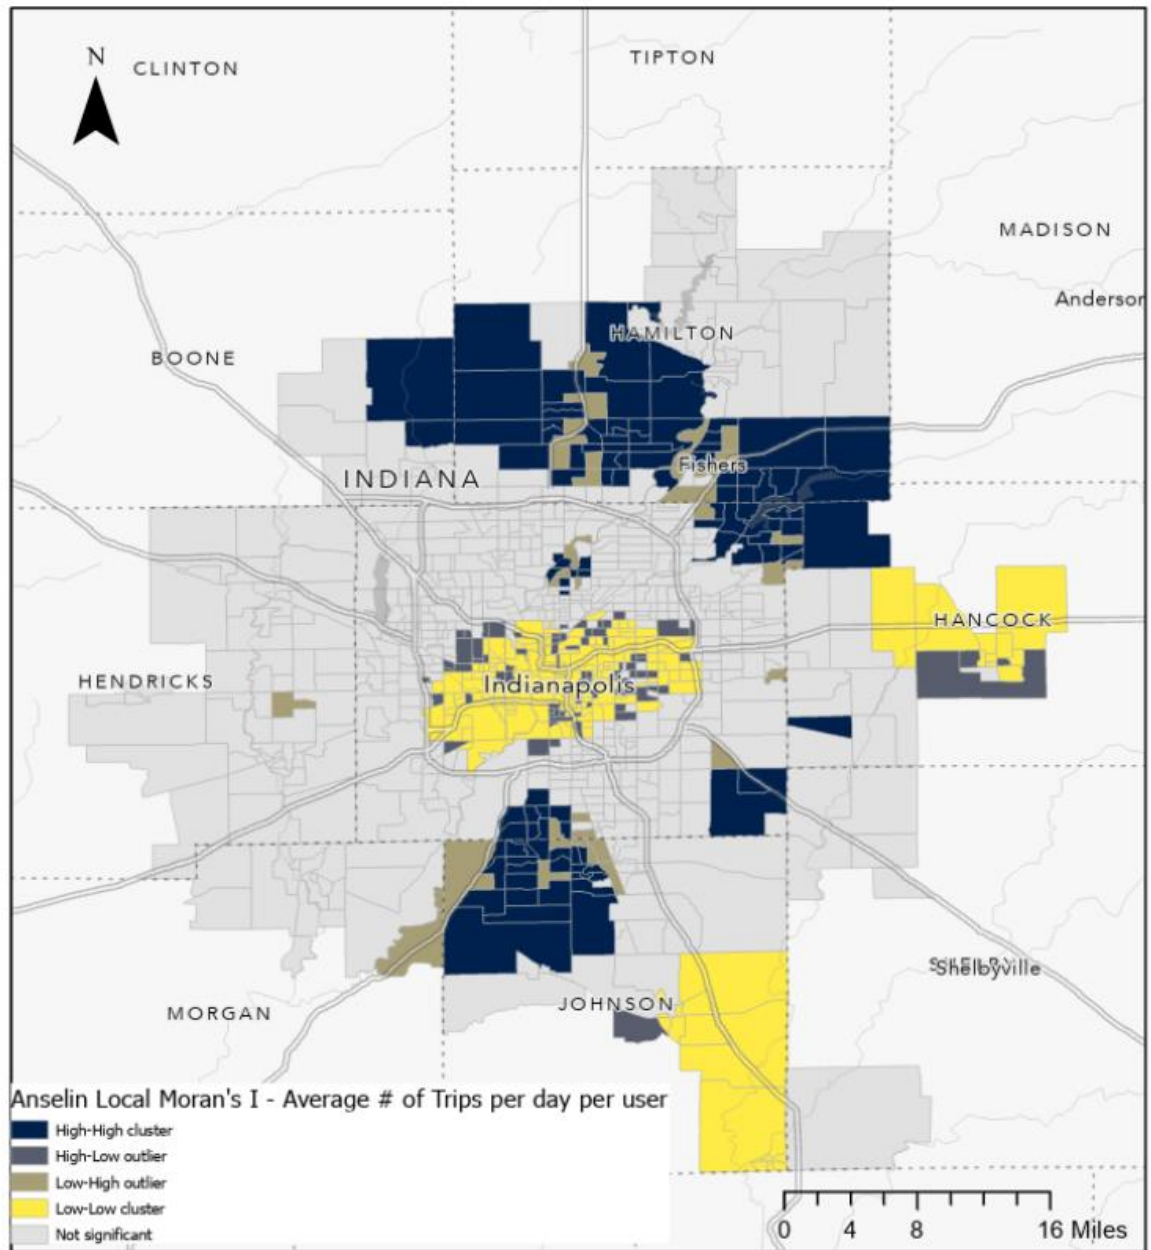 N
CLINTON
TIPTON
MADISON
Anderson
HAMILTON
BOONE
Fishers
INDIANA
HANCOCK
HENDRICKS
Indianapolis
Shelbyville
JOHNSON
MORGAN
Anselin Local Moran's I - Average # of Trips per day per user
High-High cluster
High-Low outlier
Low-High outlier
Low-Low cluster
Not significant
0 4 8 16 Miles